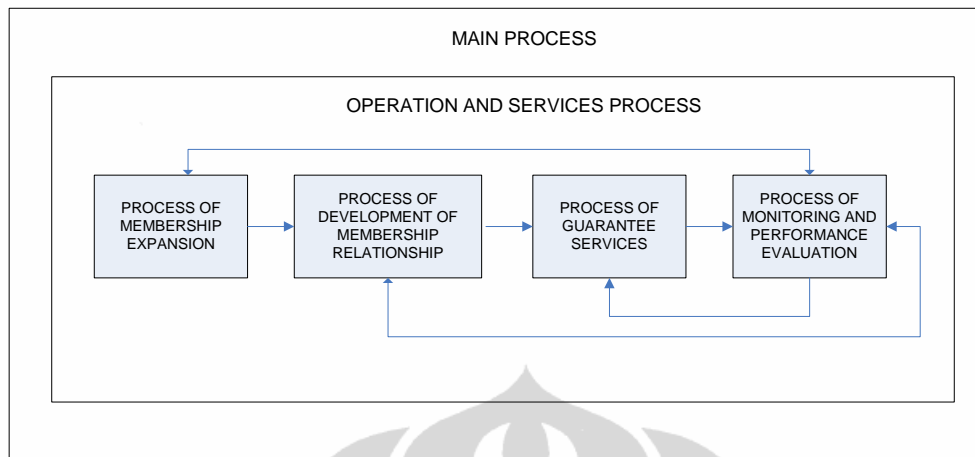 MAIN PROCESS
OPERATION AND SERVICES PROCESS
PROCESS OF
MEMBERSHIP
EXPANSION
PROCESS OF
DEVELOPMENT OF
MEMBERSHIP
RELATIONSHIP
PROCESS OF
GUARANTEE
SERVICES
PROCESS OF
MONITORING AND
PERFORMANCE
EVALUATION